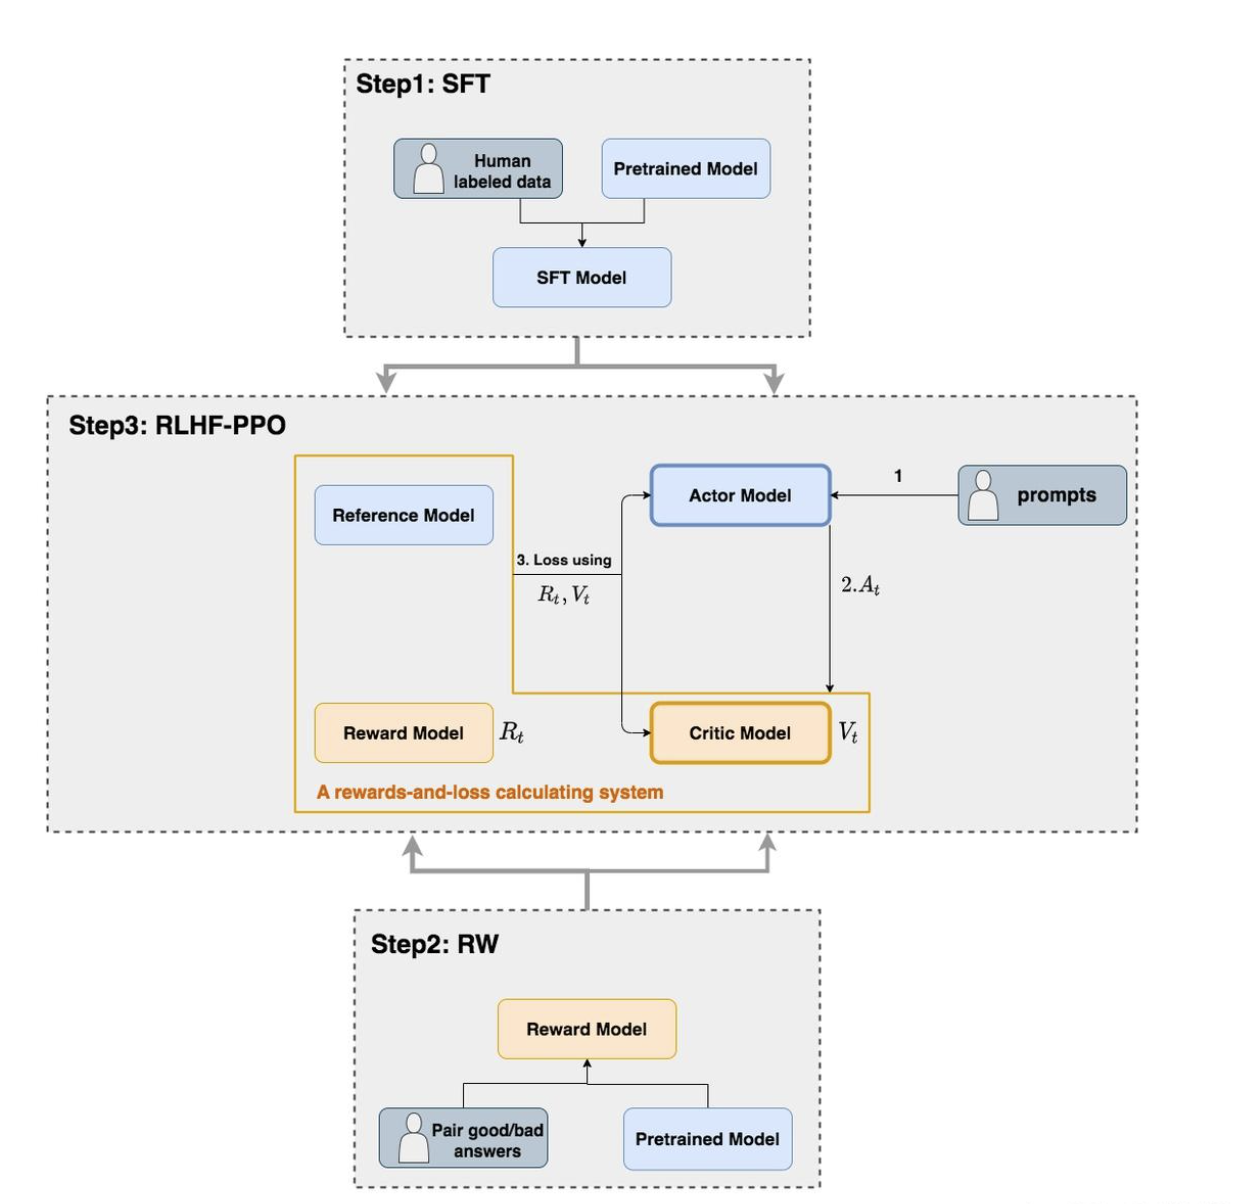 Step1: SFT
Human
labeled data
Pretrained Model
SFT Model
Step3: RLHF-PPO
Reference Model
3. Loss using
R_t, V_t
Actor Model
1
prompts
2.A_t
Reward Model
R_t
Critic Model
V_t
A rewards-and-loss calculating system
Step2: RW
Reward Model
Pair good/bad
answers
Pretrained Model